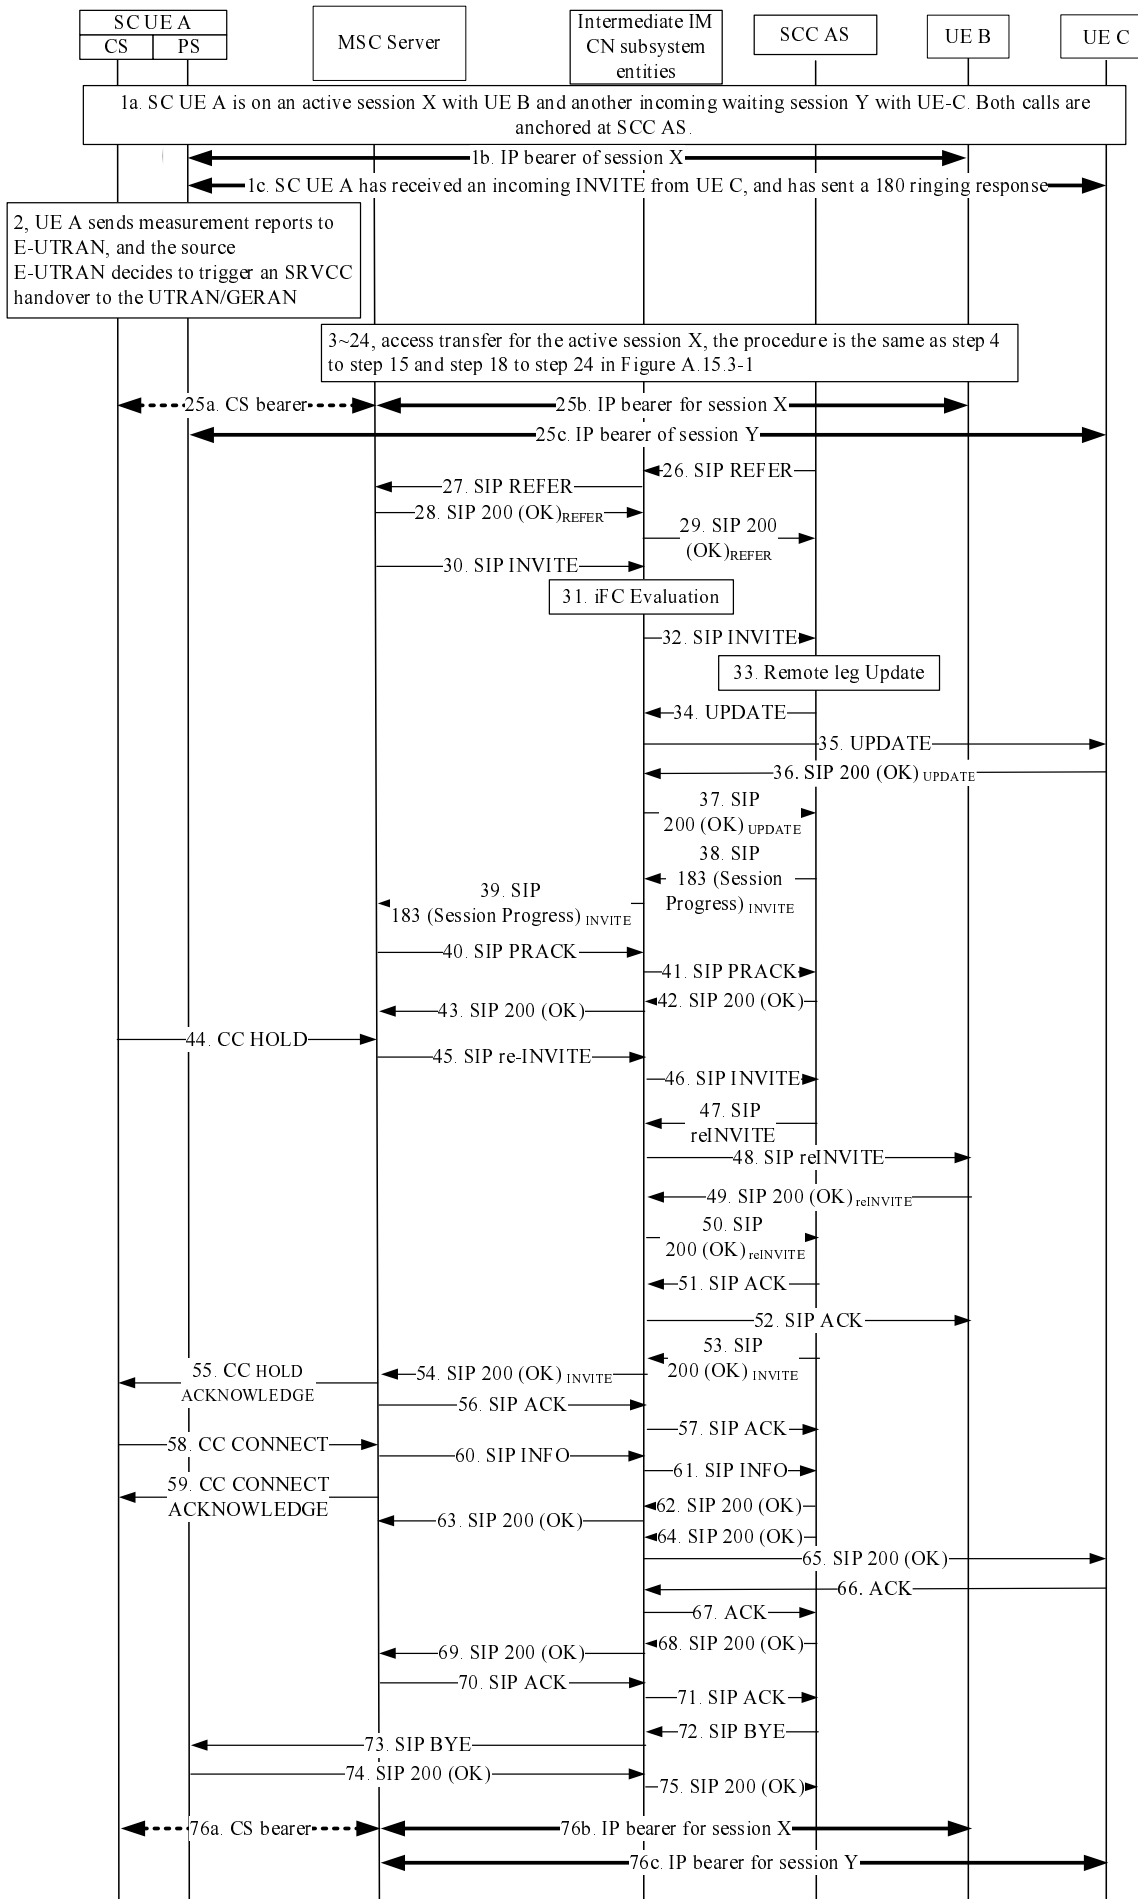 SC UE A
CS
PS
MSC Server
Intermediate IM
CN subsystem
entities
SCC AS
UE B
UE C
1a. SC UE A is on an active session X with UE B and another incoming waiting session Y with UE-C. Both calls are
anchored at SCC AS.
1b. IP bearer of session X
1c. SC UE A has received an incoming INVITE from UE C, and has sent a 180 ringing response
2, UE A sends measurement reports to
E-UTRAN, and the source
E-UTRAN decides to trigger an SRVCC
handover to the UTRAN/GERAN
3~24, access transfer for the active session X, the procedure is the same as step 4
to step 15 and step 18 to step 24 in Figure A.15.3-1
25a. CS bearer
25b. IP bearer for session X
25c. IP bearer of session Y
26. SIP REFER
27. SIP REFER
28. SIP 200 (OK)REFER
29. SIP 200
(OK)REFER
30. SIP INVITE
31. iFC Evaluation
32. SIP INVITE
33. Remote leg Update
34. UPDATE
35. UPDATE
36. SIP 200 (OK) UPDATE
37. SIP
200 (OK) UPDATE
38. SIP
183 (Session
Progress) INVITE
39. SIP
183 (Session Progress) INVITE
40. SIP PRACK
41. SIP PRACK
42. SIP 200 (OK)
43. SIP 200 (OK)
44. CC HOLD
45. SIP re-INVITE
46. SIP INVITE
47. SIP
reINVITE
48. SIP reINVITE
49. SIP 200 (OK) reINVITE
50. SIP
200 (OK) reINVITE
51. SIP ACK
52. SIP ACK
53. SIP
200 (OK) INVITE
54. SIP 200 (OK) INVITE
55. CC HOLD
ACKNOWLEDGE
56. SIP ACK
57. SIP ACK
58. CC CONNECT
60. SIP INFO
61. SIP INFO
59. CC CONNECT
ACKNOWLEDGE
62. SIP 200 (OK)
63. SIP 200 (OK)
64. SIP 200 (OK)
65. SIP 200 (OK)
66. ACK
67. ACK
68. SIP 200 (OK)
69. SIP 200 (OK)
70. SIP ACK
71. SIP ACK
72. SIP BYE
73. SIP BYE
74. SIP 200 (OK)
75. SIP 200 (OK)
76a. CS bearer
76b. IP bearer for session X
76c. IP bearer for session Y